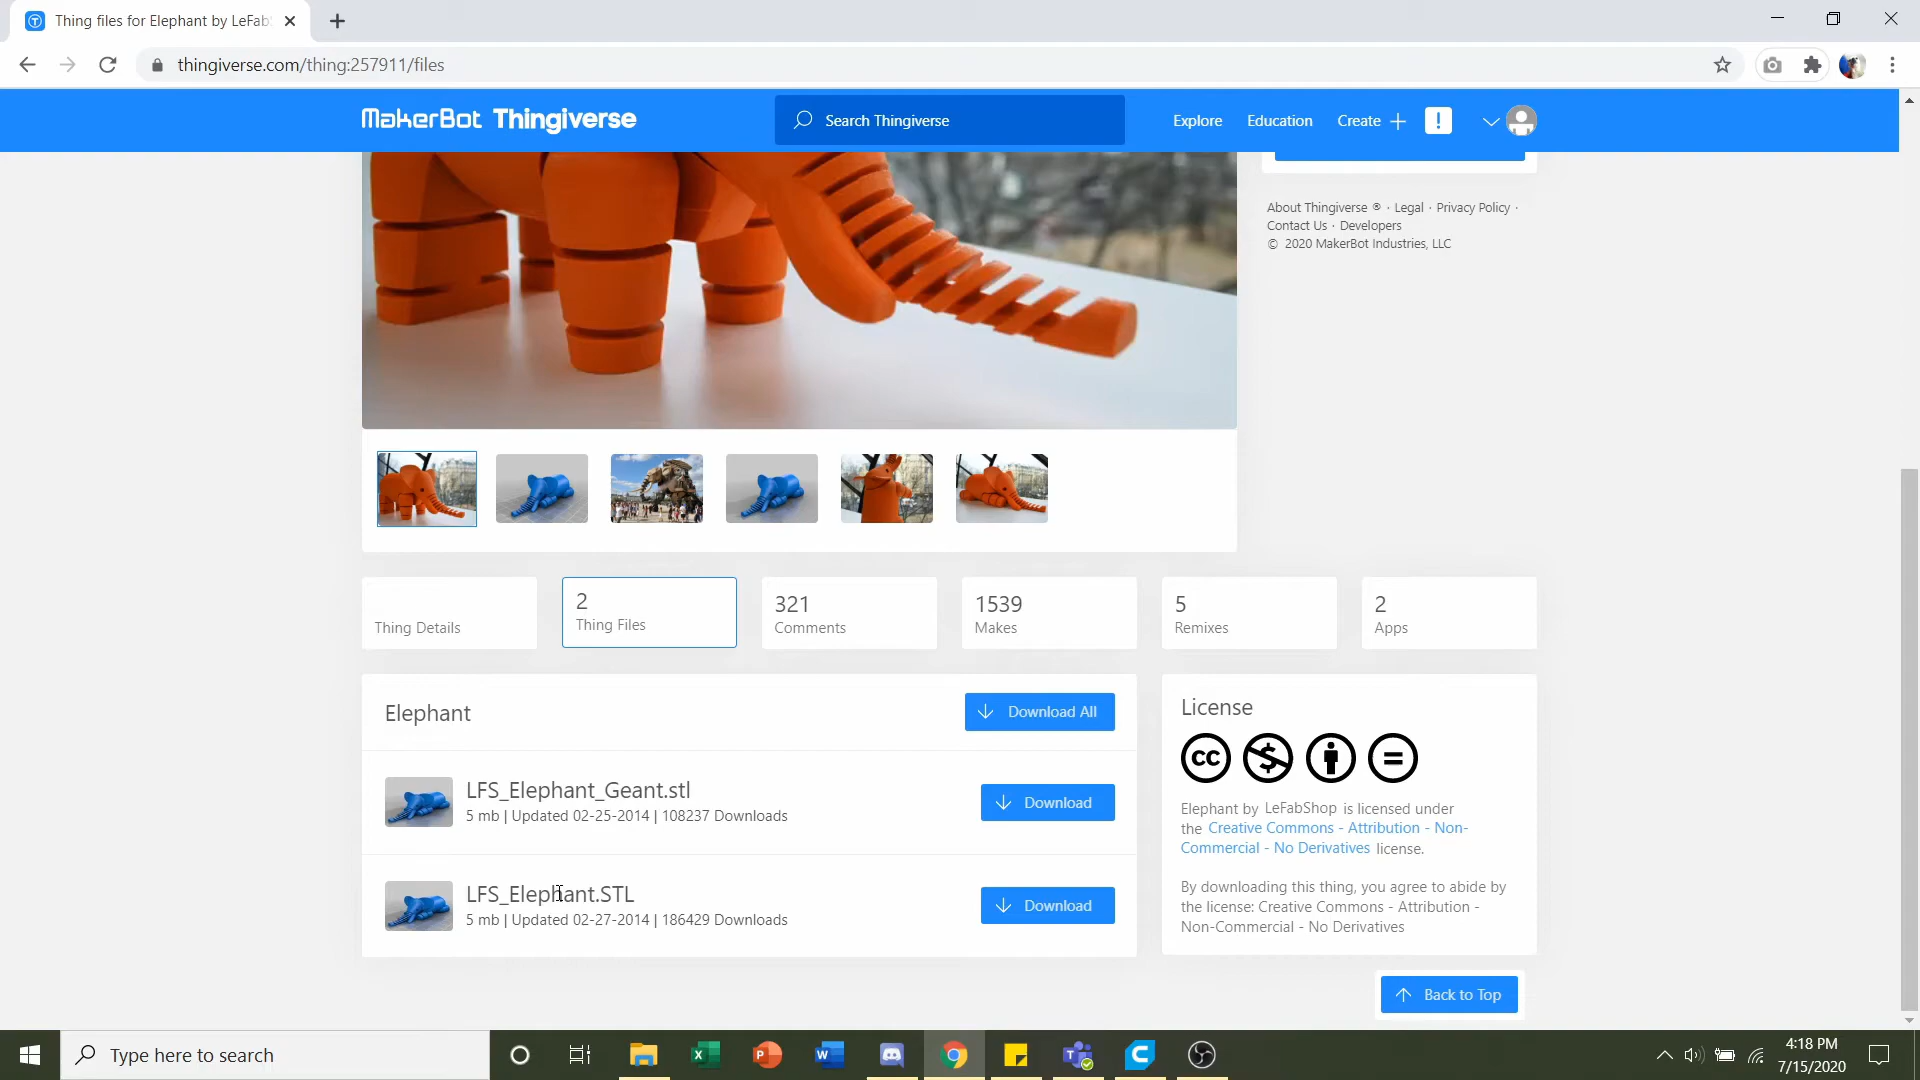 Thing files for Elephant by LeFab
thingiverse.com/thing:257911/files
MakerBot Thingiverse
Search Thingiverse
Explore
Education
Create
About Thingiverse ® · Legal · Privacy Policy ·
Contact Us · Developers
© 2020 MakerBot Industries, LLC
Thing Details
2
Thing Files
321
Comments
1539
Makes
5
Remixes
2
Apps
Elephant
Download All
LFS_Elephant_Geant.stl
5 mb | Updated 02-25-2014 | 108237 Downloads
Download
LFS_Elephant.STL
5 mb | Updated 02-27-2014 | 186429 Downloads
Download
License
Elephant by LeFabShop is licensed under
the Creative Commons - Attribution - Non-
Commercial - No Derivatives license.
By downloading this thing, you agree to abide by
the license: Creative Commons - Attribution -
Non-Commercial - No Derivatives
Back to Top
Type here to search
4:18 PM
7/15/2020